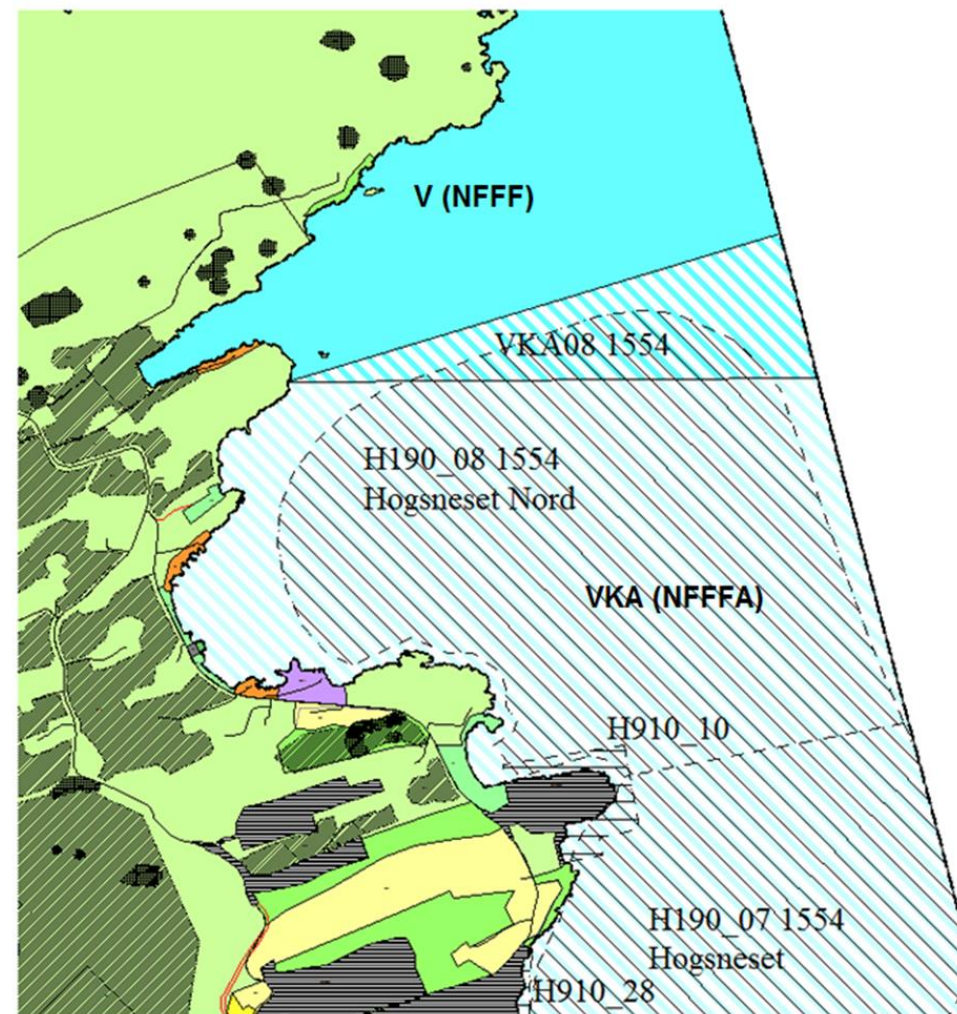 V (NFFF)
VKA08 1554
H190_08 1554
Hogsneset Nord
VKA (NFFFA)
H910_10
H190_07 1554
Hogsneset
H910_28